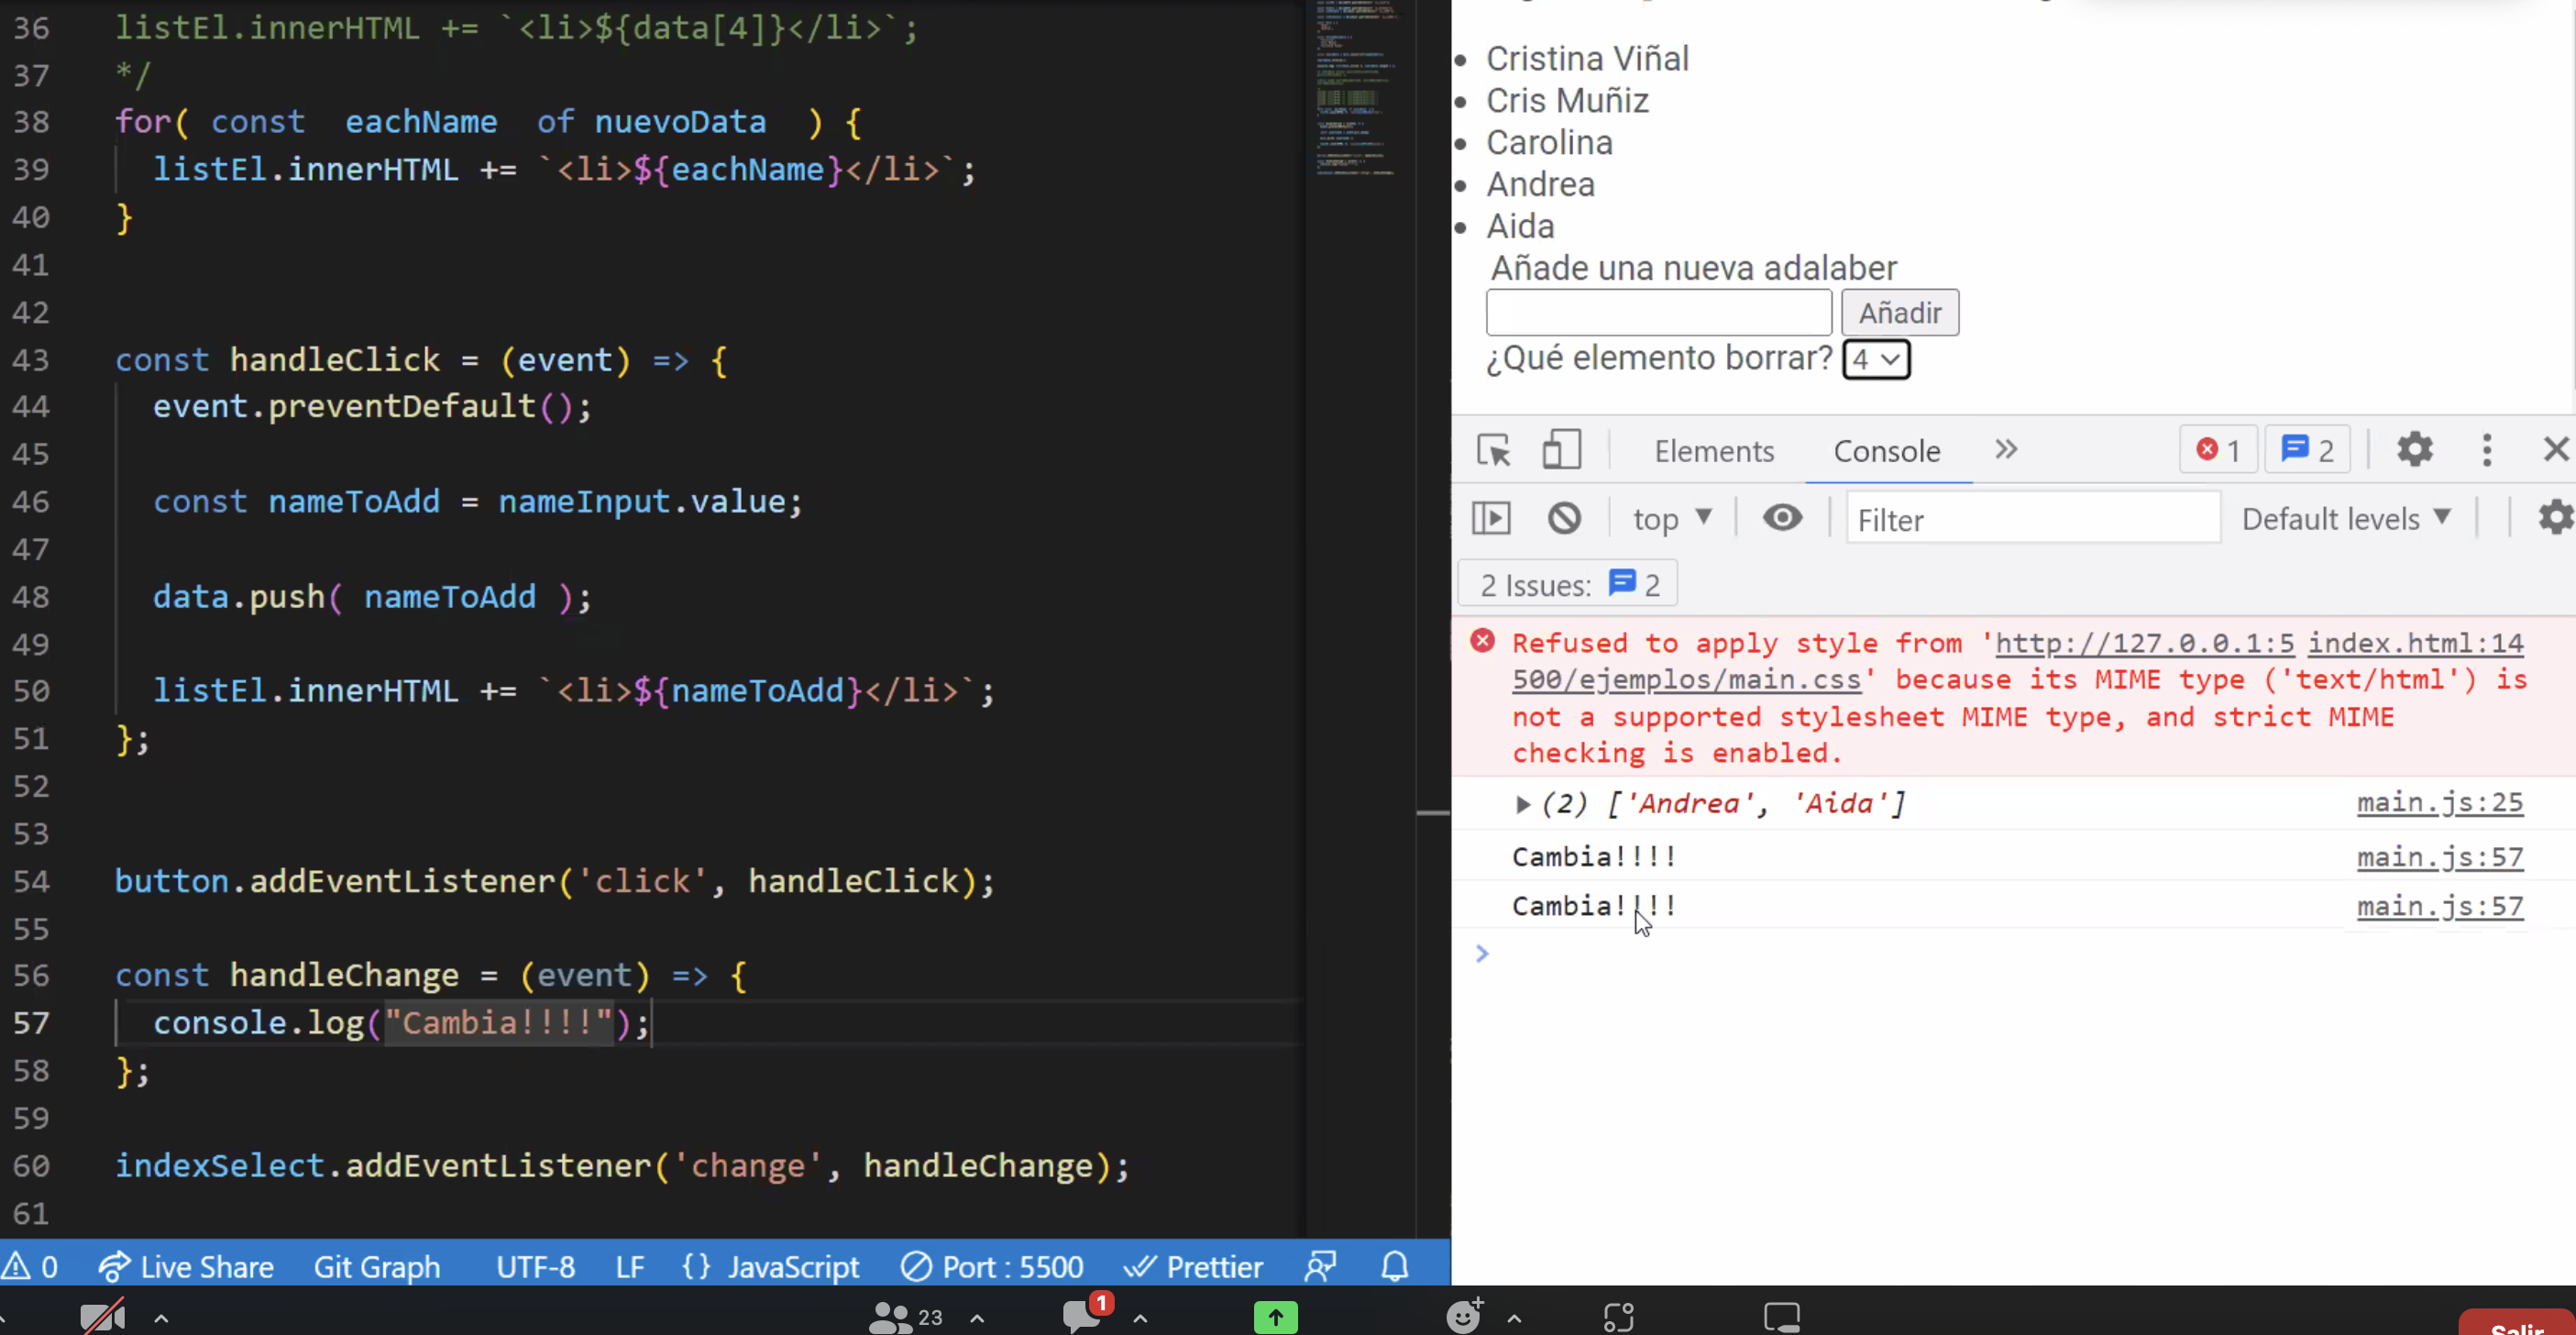 36 listEl.innerHTML += `<li>${data[4]}</li>`;
37 */
38 for( const  eachName  of nuevoData  ) {
39   listEl.innerHTML += `<li>${eachName}</li>`;
40 }
41
42
43 const handleClick = (event) => {
44   event.preventDefault();
45
46   const nameToAdd = nameInput.value;
47
48   data.push( nameToAdd );
49
50   listEl.innerHTML += `<li>${nameToAdd}</li>`;
51 };
52
53
54 button.addEventListener('click', handleClick);
55
56 const handleChange = (event) => {
57   console.log("Cambia!!!!");
58 };
59
60 indexSelect.addEventListener('change', handleChange);
61
0 Live Share Git Graph UTF-8 LF {} JavaScript Port : 5500 Prettier
Cristina Viñal
Cris Muñiz
Carolina
Andrea
Aida
Añade una nueva adalaber
Añadir
¿Qué elemento borrar? 4
Elements Console 1 2
top Filter Default levels
2 Issues: 2
Refused to apply style from 'http://127.0.0.1:5 index.html:14
500/ejemplos/main.css' because its MIME type ('text/html') is
not a supported stylesheet MIME type, and strict MIME
checking is enabled.
(2) ['Andrea', 'Aida'] main.js:25
Cambia!!!! main.js:57
Cambia!!!! main.js:57
23 1 Salir